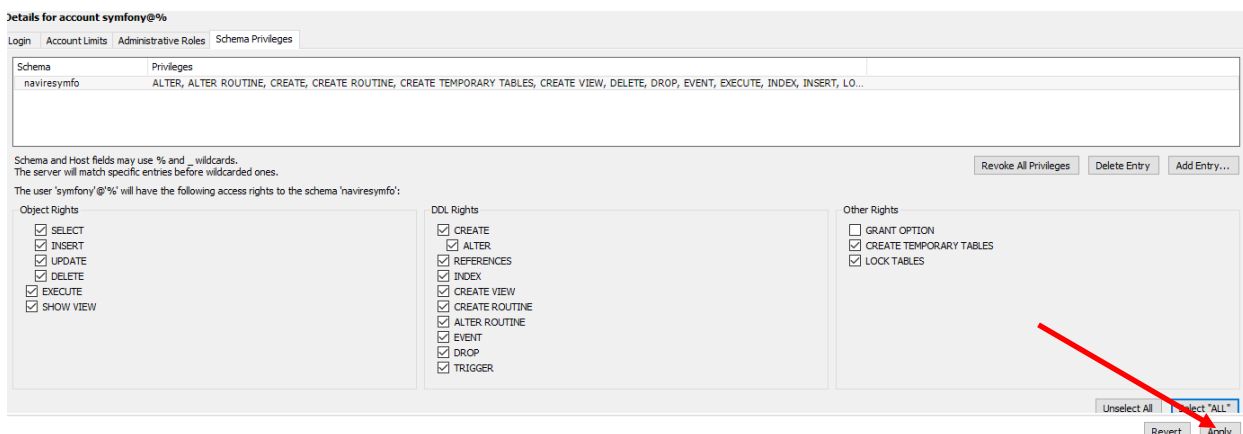 Details for account symfony@%
Login Account Limits Administrative Roles Schema Privileges
Schema Privileges
naviresymfo ALTER, ALTER ROUTINE, CREATE, CREATE ROUTINE, CREATE TEMPORARY TABLES, CREATE VIEW, DELETE, DROP, EVENT, EXECUTE, INDEX, INSERT, LO...
Schema and Host fields may use % and _ wildcards.
The server will match specific entries before wildcarded ones.
Revoke All Privileges Delete Entry Add Entry...
The user 'symfony'@'%' will have the following access rights to the schema 'naviresymfo':
Object Rights
SELECT
INSERT
UPDATE
DELETE
EXECUTE
SHOW VIEW
DDL Rights
CREATE
ALTER
REFERENCES
INDEX
CREATE VIEW
CREATE ROUTINE
ALTER ROUTINE
EVENT
DROP
TRIGGER
Other Rights
GRANT OPTION
CREATE TEMPORARY TABLES
LOCK TABLES
Unselect All Select "ALL"
Revert Apply